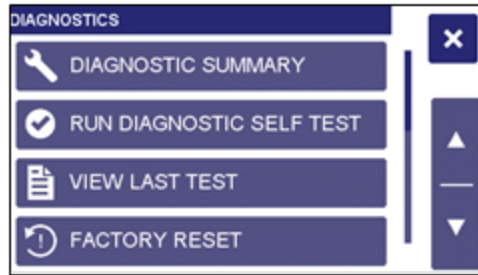 DIAGNOSTICS
DIAGNOSTIC SUMMARY
RUN DIAGNOSTIC SELF TEST
VIEW LAST TEST
FACTORY RESET